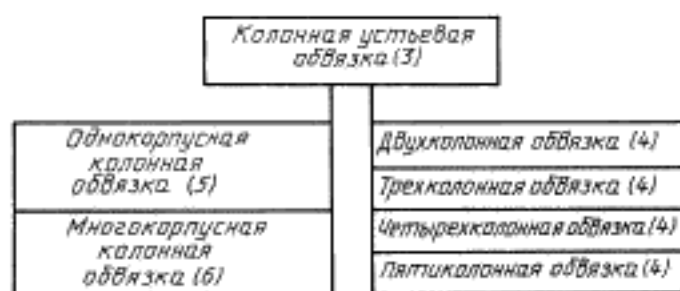 Колонная устьевая
обвязка (3)
Однокорпусная
колонная
обвязка (5)
Многокорпусная
колонная
обвязка (6)
Двухколонная обвязка (4)
Трехколонная обвязка (4)
Четырехколонная обвязка (4)
Пятиколонная обвязка (4)